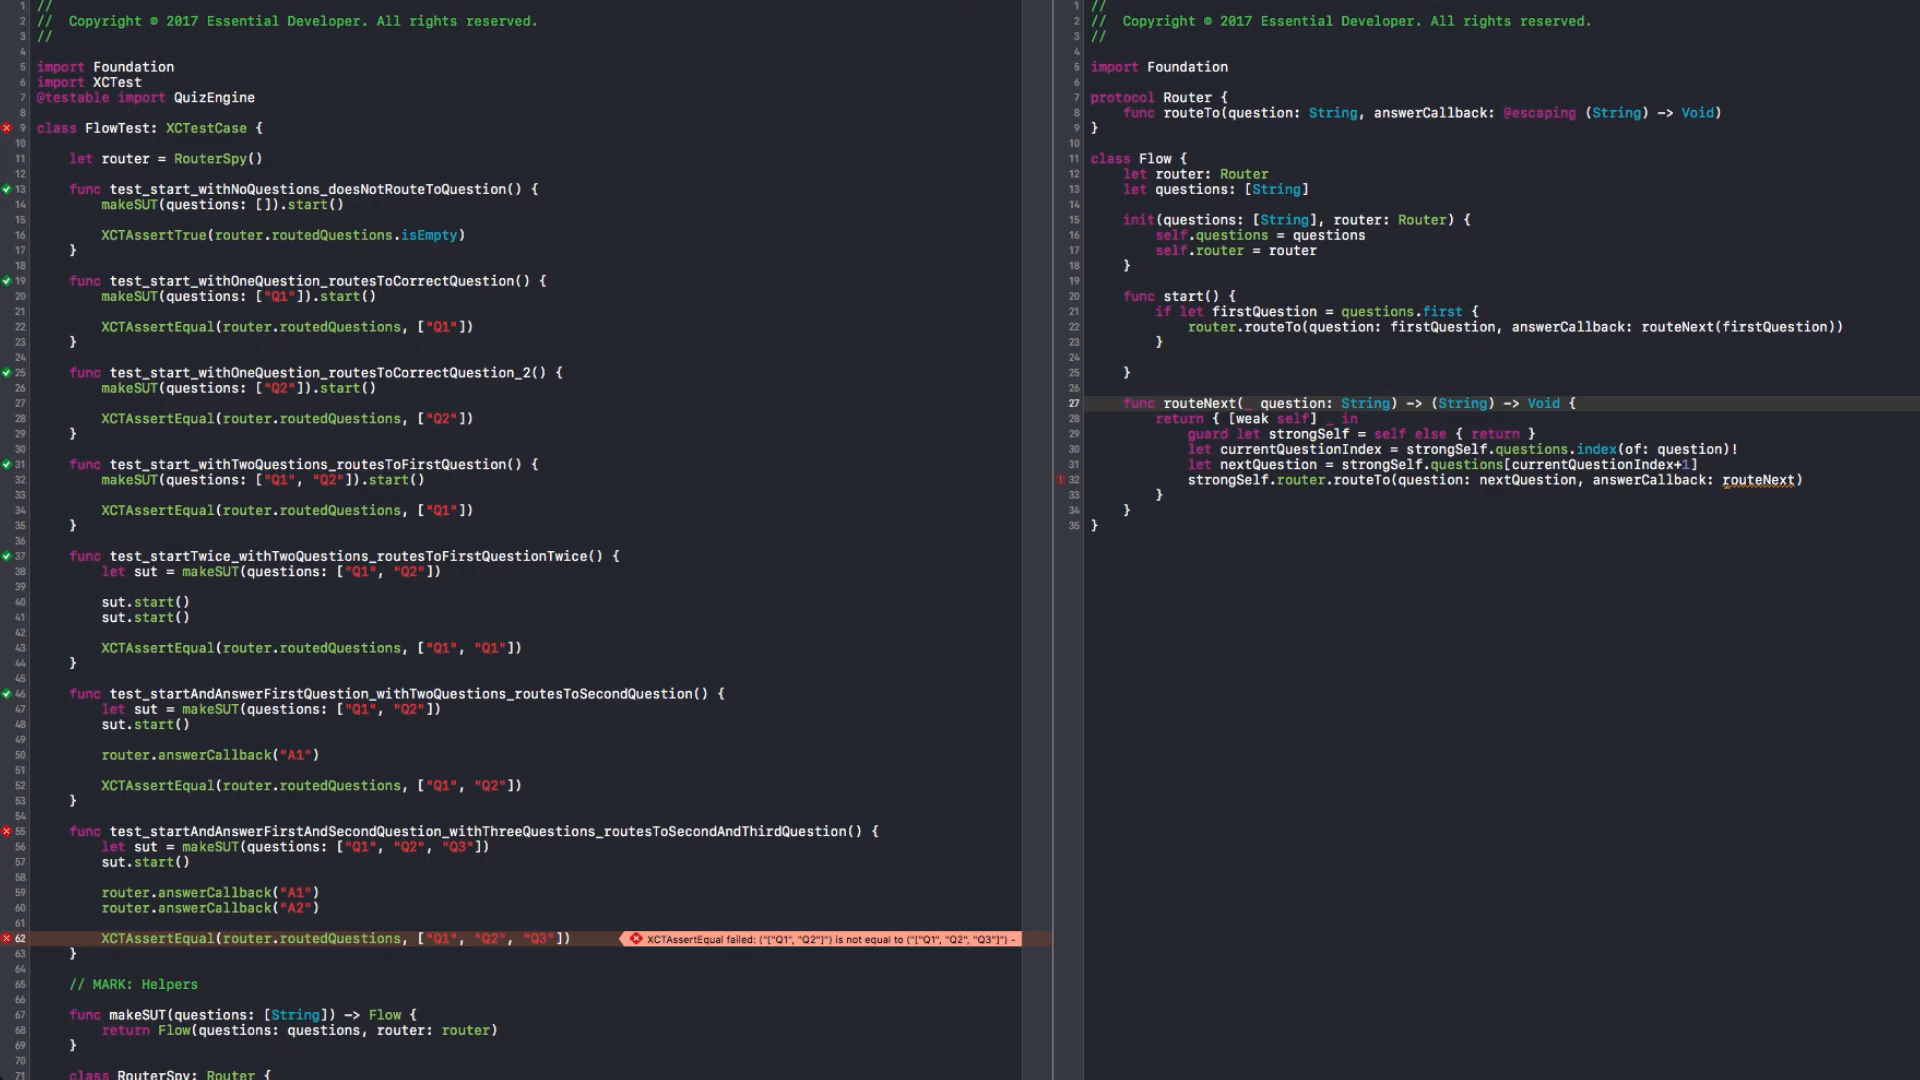 //
// Copyright © 2017 Essential Developer. All rights reserved.
//
import Foundation
import XCTest
@testable import QuizEngine
class FlowTest: XCTestCase {
let router = RouterSpy()
func test_start_withNoQuestions_doesNotRouteToQuestion() {
makeSUT(questions: []).start()
XCTAssertTrue(router.routedQuestions.isEmpty)
}
func test_start_withOneQuestion_routesToCorrectQuestion() {
makeSUT(questions: ["Q1"]).start()
XCTAssertEqual(router.routedQuestions, ["Q1"])
}
func test_start_withOneQuestion_routesToCorrectQuestion_2() {
makeSUT(questions: ["Q2"]).start()
XCTAssertEqual(router.routedQuestions, ["Q2"])
}
func test_start_withTwoQuestions_routesToFirstQuestion() {
makeSUT(questions: ["Q1", "Q2"]).start()
XCTAssertEqual(router.routedQuestions, ["Q1"])
}
func test_startTwice_withTwoQuestions_routesToFirstQuestionTwice() {
let sut = makeSUT(questions: ["Q1", "Q2"])
sut.start()
sut.start()
XCTAssertEqual(router.routedQuestions, ["Q1", "Q1"])
}
func test_startAndAnswerFirstQuestion_withTwoQuestions_routesToSecondQuestion() {
let sut = makeSUT(questions: ["Q1", "Q2"])
sut.start()
router.answerCallback("A1")
XCTAssertEqual(router.routedQuestions, ["Q1", "Q2"])
}
func test_startAndAnswerFirstAndSecondQuestion_withThreeQuestions_routesToSecondAndThirdQuestion() {
let sut = makeSUT(questions: ["Q1", "Q2", "Q3"])
sut.start()
router.answerCallback("A1")
router.answerCallback("A2")
XCTAssertEqual(router.routedQuestions, ["Q1", "Q2", "Q3"])
XCTAssertEqual failed: ("["Q1", "Q2"]") is not equal to ("["Q1", "Q2", "Q3"]") -
}
// MARK: Helpers
func makeSUT(questions: [String]) -> Flow {
return Flow(questions: questions, router: router)
}
class RouterSpy: Router {
//
// Copyright © 2017 Essential Developer. All rights reserved.
//
import Foundation
protocol Router {
func routeTo(question: String, answerCallback: @escaping (String) -> Void)
}
class Flow {
let router: Router
let questions: [String]
init(questions: [String], router: Router) {
self.questions = questions
self.router = router
}
func start() {
if let firstQuestion = questions.first {
router.routeTo(question: firstQuestion, answerCallback: routeNext(firstQuestion))
}
}
func routeNext(_ question: String) -> (String) -> Void {
return { [weak self] _ in
guard let strongSelf = self else { return }
let currentQuestionIndex = strongSelf.questions.index(of: question)!
let nextQuestion = strongSelf.questions[currentQuestionIndex+1]
strongSelf.router.routeTo(question: nextQuestion, answerCallback: routeNext)
}
}
}